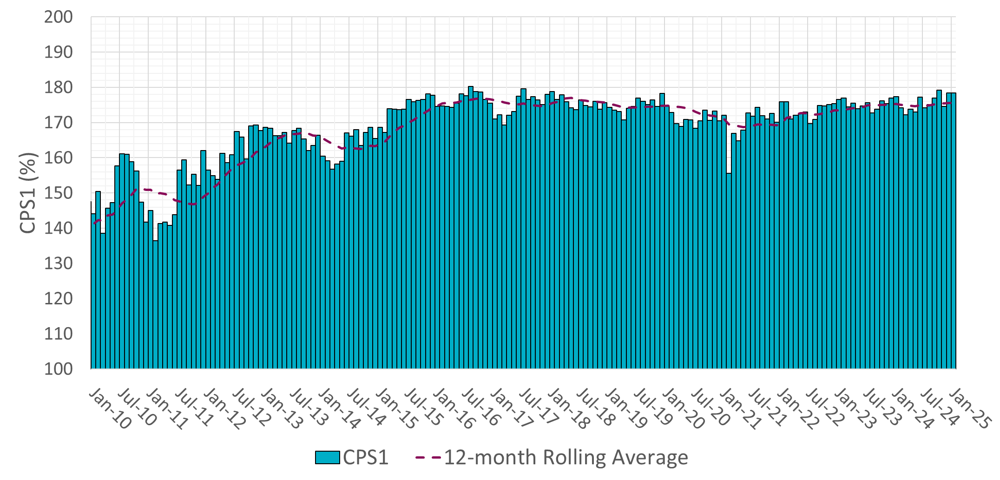 200
190
180
170
160
150
140
130
120
110
100
CPS1 (%)
Jan-10
Jul-10
Jan-11
Jul-11
Jan-12
Jul-12
Jan-13
Jul-13
Jan-14
Jul-14
Jan-15
Jul-15
Jan-16
Jul-16
Jan-17
Jul-17
Jan-18
Jul-18
Jan-19
Jul-19
Jan-20
Jul-20
Jan-21
Jul-21
Jan-22
Jul-22
Jan-23
Jul-23
Jan-24
Jul-24
Jan-25
CPS1
12-month Rolling Average